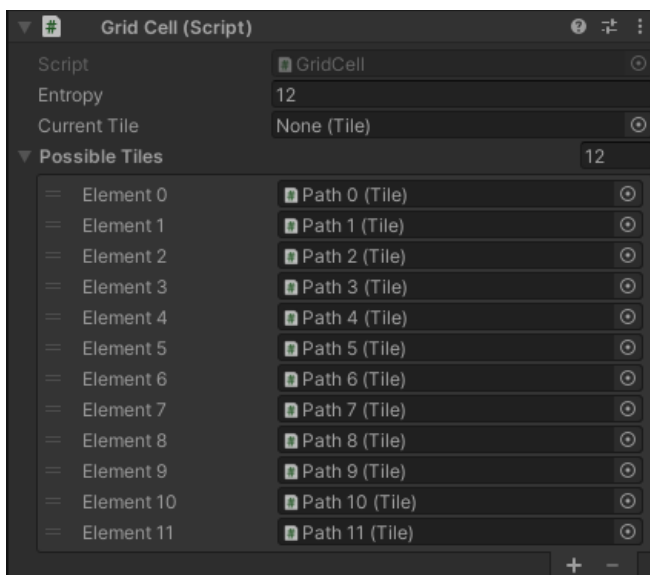 Grid Cell (Script)
Script GridCell
Entropy 12
Current Tile None (Tile)
Possible Tiles 12
Element 0 Path 0 (Tile)
Element 1 Path 1 (Tile)
Element 2 Path 2 (Tile)
Element 3 Path 3 (Tile)
Element 4 Path 4 (Tile)
Element 5 Path 5 (Tile)
Element 6 Path 6 (Tile)
Element 7 Path 7 (Tile)
Element 8 Path 8 (Tile)
Element 9 Path 9 (Tile)
Element 10 Path 10 (Tile)
Element 11 Path 11 (Tile)